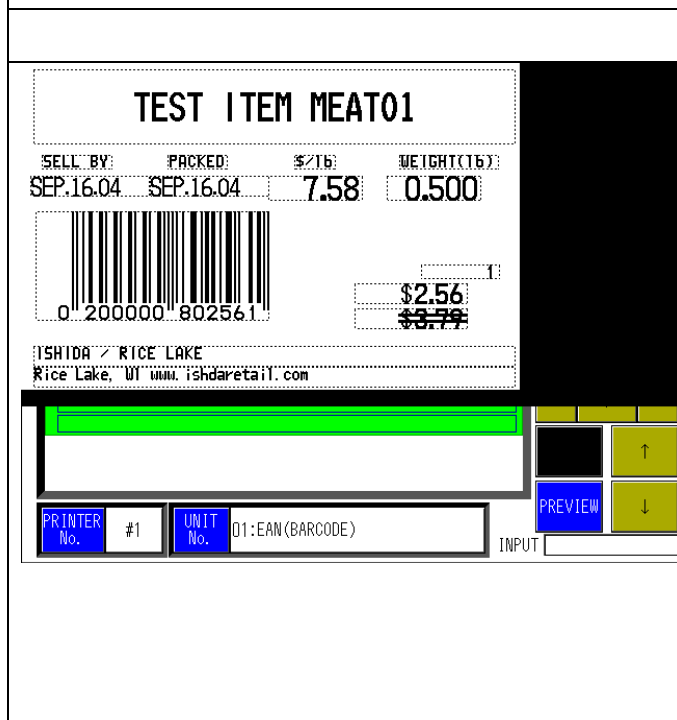 TEST ITEM MEAT01
SELL BY PACKED $/lb WEIGHT(lb)
SEP.16.04 SEP.16.04 7.58 0.500
1
$2.56
$3.79
0 200000 802561
ISHIDA / RICE LAKE
Rice Lake, WI www.ishdaretail.com
↑
PREVIEW ↓
PRINTER No. #1 UNIT No. 01:EAN(BARCODE)
INPUT